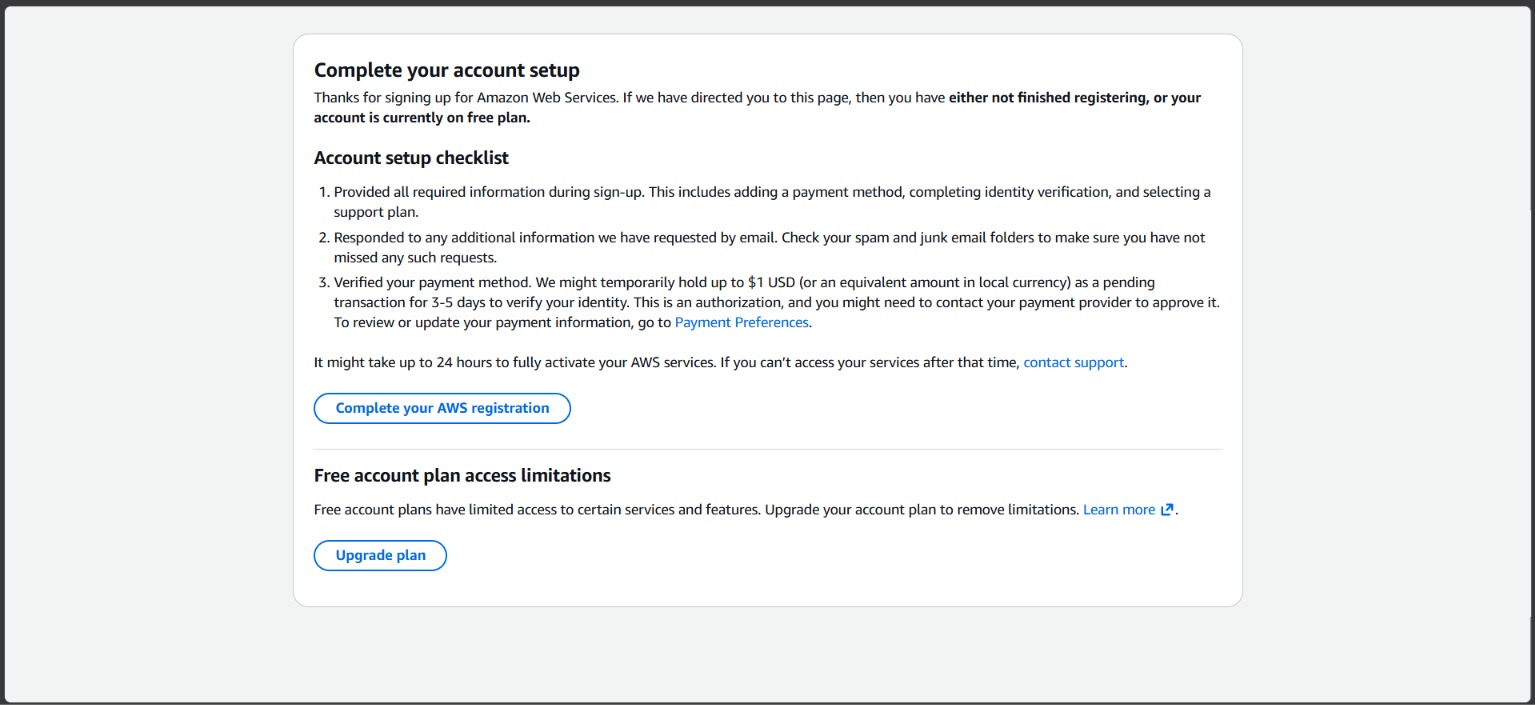 Complete your account setup
Thanks for signing up for Amazon Web Services. If we have directed you to this page, then you have either not finished registering, or your
account is currently on free plan.
Account setup checklist
1. Provided all required information during sign-up. This includes adding a payment method, completing identity verification, and selecting a
support plan.
2. Responded to any additional information we have requested by email. Check your spam and junk email folders to make sure you have not
missed any such requests.
3. Verified your payment method. We might temporarily hold up to $1 USD (or an equivalent amount in local currency) as a pending
transaction for 3-5 days to verify your identity. This is an authorization, and you might need to contact your payment provider to approve it.
To review or update your payment information, go to Payment Preferences.
It might take up to 24 hours to fully activate your AWS services. If you can’t access your services after that time, contact support.
Complete your AWS registration
Free account plan access limitations
Free account plans have limited access to certain services and features. Upgrade your account plan to remove limitations. Learn more.
Upgrade plan